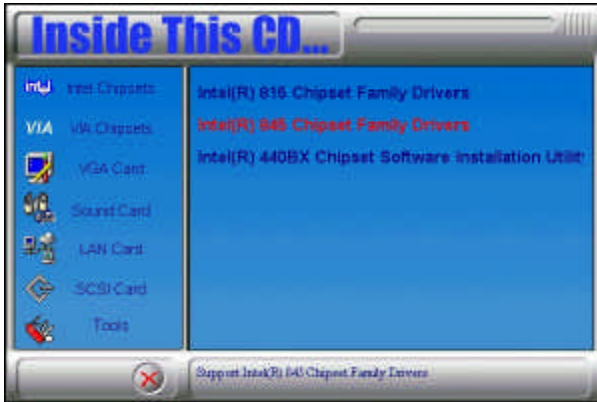 Inside This CD...
intel Intel Chipsets
VIA VIA Chipsets
VGA Card
Sound Card
LAN Card
SCSI Card
Tools
Intel(R) 815 Chipset Family Drivers
Intel(R) 845 Chipset Family Drivers
Intel(R) 440BX Chipset Software Installation Utility
Support Intel(R) 845 Chipset Family Drivers